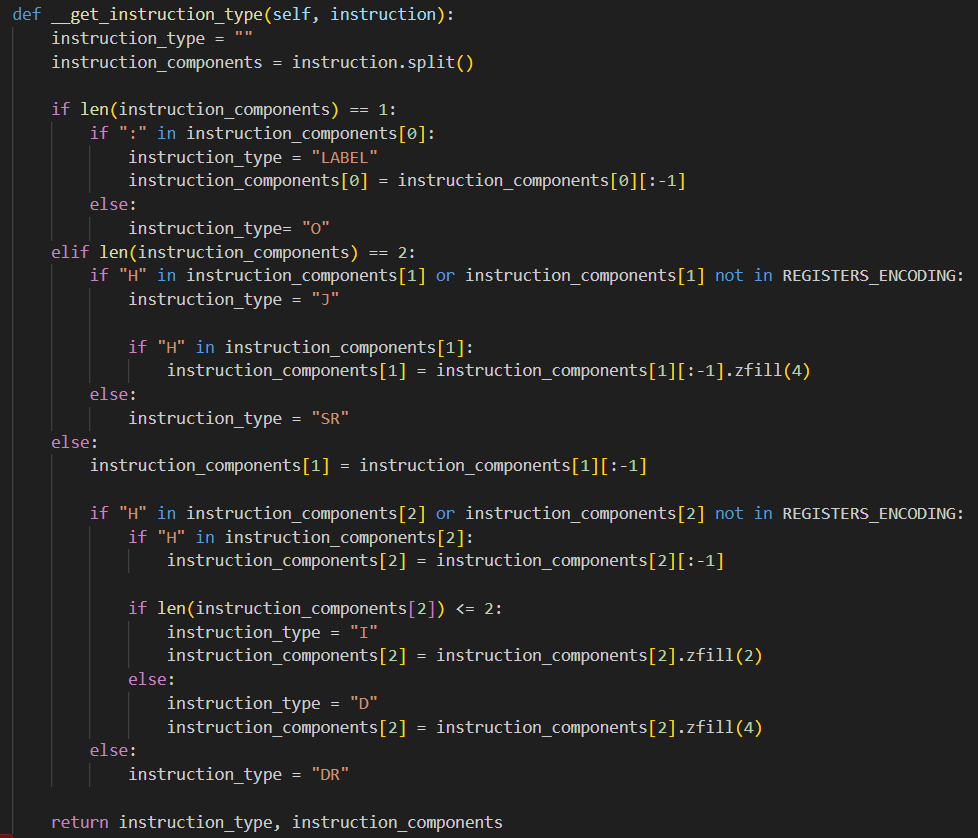 def __get_instruction_type(self, instruction):
    instruction_type = ""
    instruction_components = instruction.split()

    if len(instruction_components) == 1:
        if ":" in instruction_components[0]:
            instruction_type = "LABEL"
            instruction_components[0] = instruction_components[0][:-1]
        else:
            instruction_type= "O"
    elif len(instruction_components) == 2:
        if "H" in instruction_components[1] or instruction_components[1] not in REGISTERS_ENCODING:
            instruction_type = "J"

            if "H" in instruction_components[1]:
                instruction_components[1] = instruction_components[1][:-1].zfill(4)
        else:
            instruction_type = "SR"
    else:
        instruction_components[1] = instruction_components[1][:-1]

        if "H" in instruction_components[2] or instruction_components[2] not in REGISTERS_ENCODING:
            if "H" in instruction_components[2]:
                instruction_components[2] = instruction_components[2][:-1]

            if len(instruction_components[2]) <= 2:
                instruction_type = "I"
                instruction_components[2] = instruction_components[2].zfill(2)
            else:
                instruction_type = "D"
                instruction_components[2] = instruction_components[2].zfill(4)
        else:
            instruction_type = "DR"

    return instruction_type, instruction_components